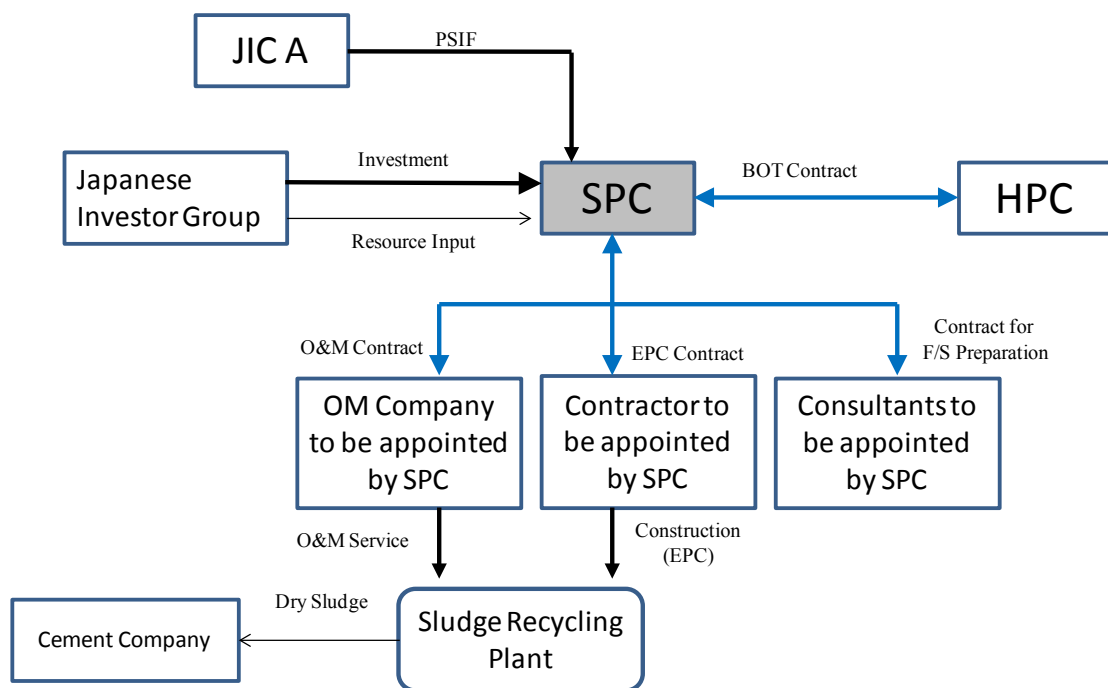 JIC A
PSIF
Japanese
Investor Group
Investment
Resource Input
SPC
BOT Contract
HPC
O&M Contract
EPC Contract
Contract for
F/S Preparation
OM Company
to be appointed
by SPC
Contractor to
be appointed
by SPC
Consultants to
be appointed
by SPC
O&M Service
Construction
(EPC)
Dry Sludge
Cement Company
Sludge Recycling
Plant